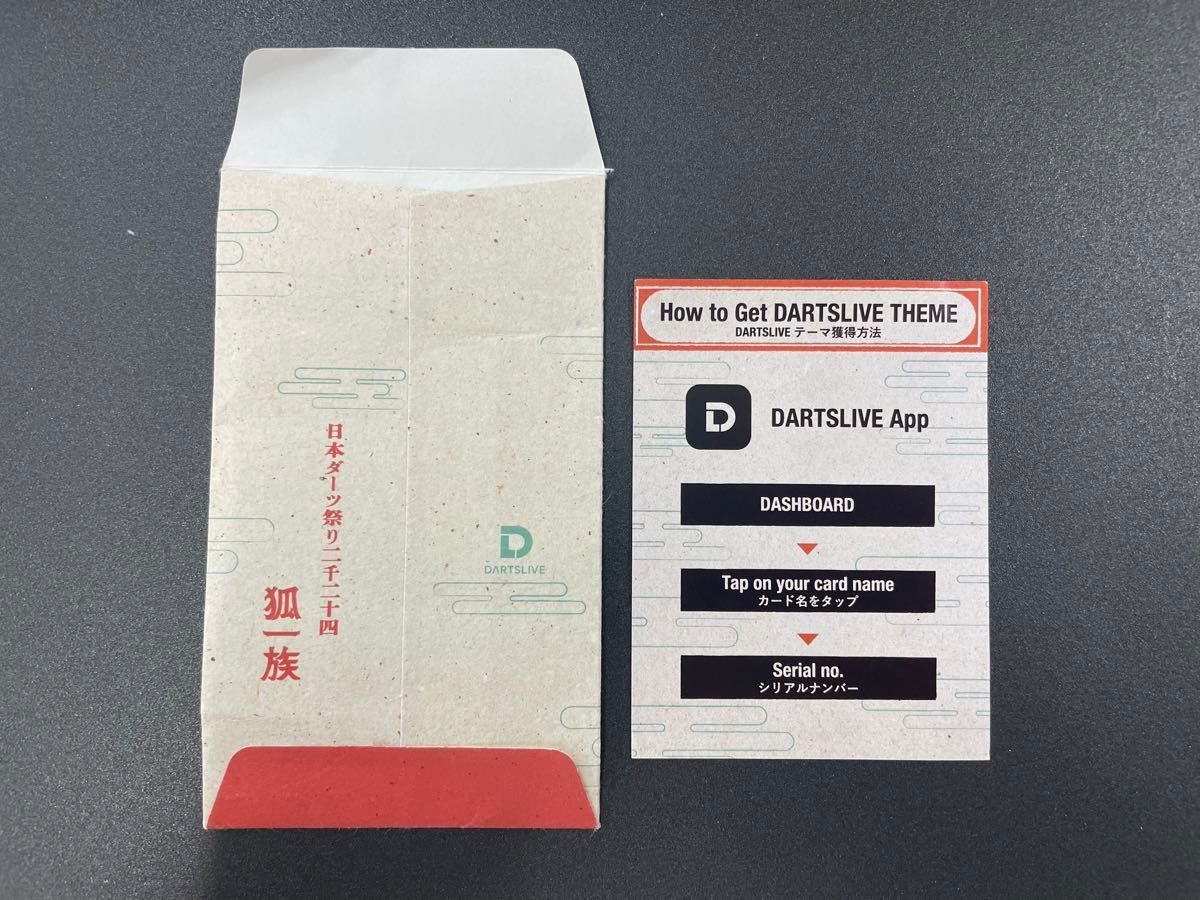 日本ダーツ祭り二千二十四
狐一族
DARTSLIVE
How to Get DARTSLIVE THEME
DARTSLIVE テーマ獲得方法
DARTSLIVE App
DASHBOARD
Tap on your card name
カード名をタップ
Serial no.
シリアルナンバー